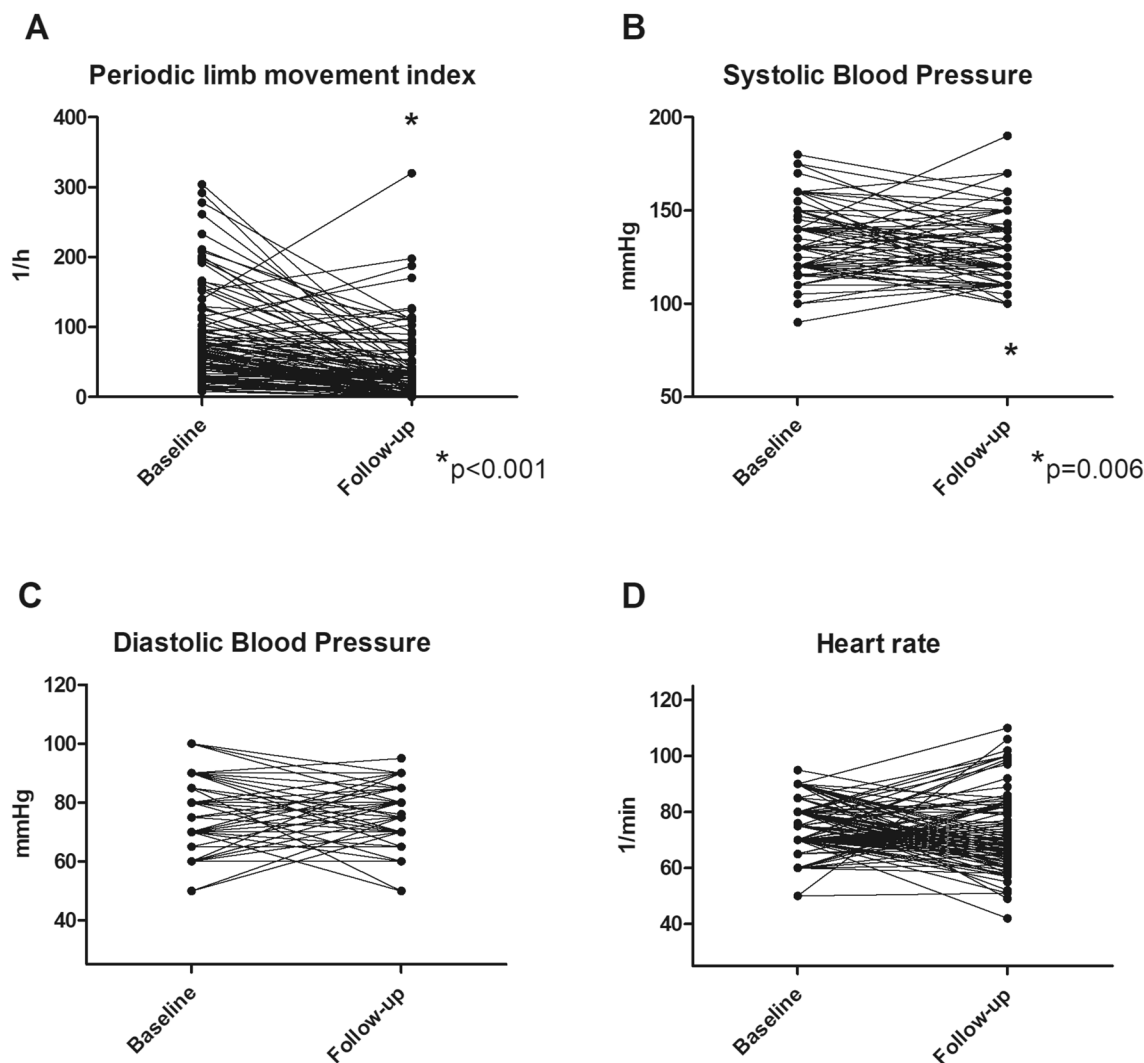 A
Periodic limb movement index
400
300
200
100
0
1/h
*
Baseline
Follow-up
*p<0.001
B
Systolic Blood Pressure
200
150
100
50
mmHg
*
Baseline
Follow-up
*p=0.006
C
Diastolic Blood Pressure
120
100
80
60
40
mmHg
Baseline
Follow-up
D
Heart rate
120
100
80
60
40
1/min
Baseline
Follow-up